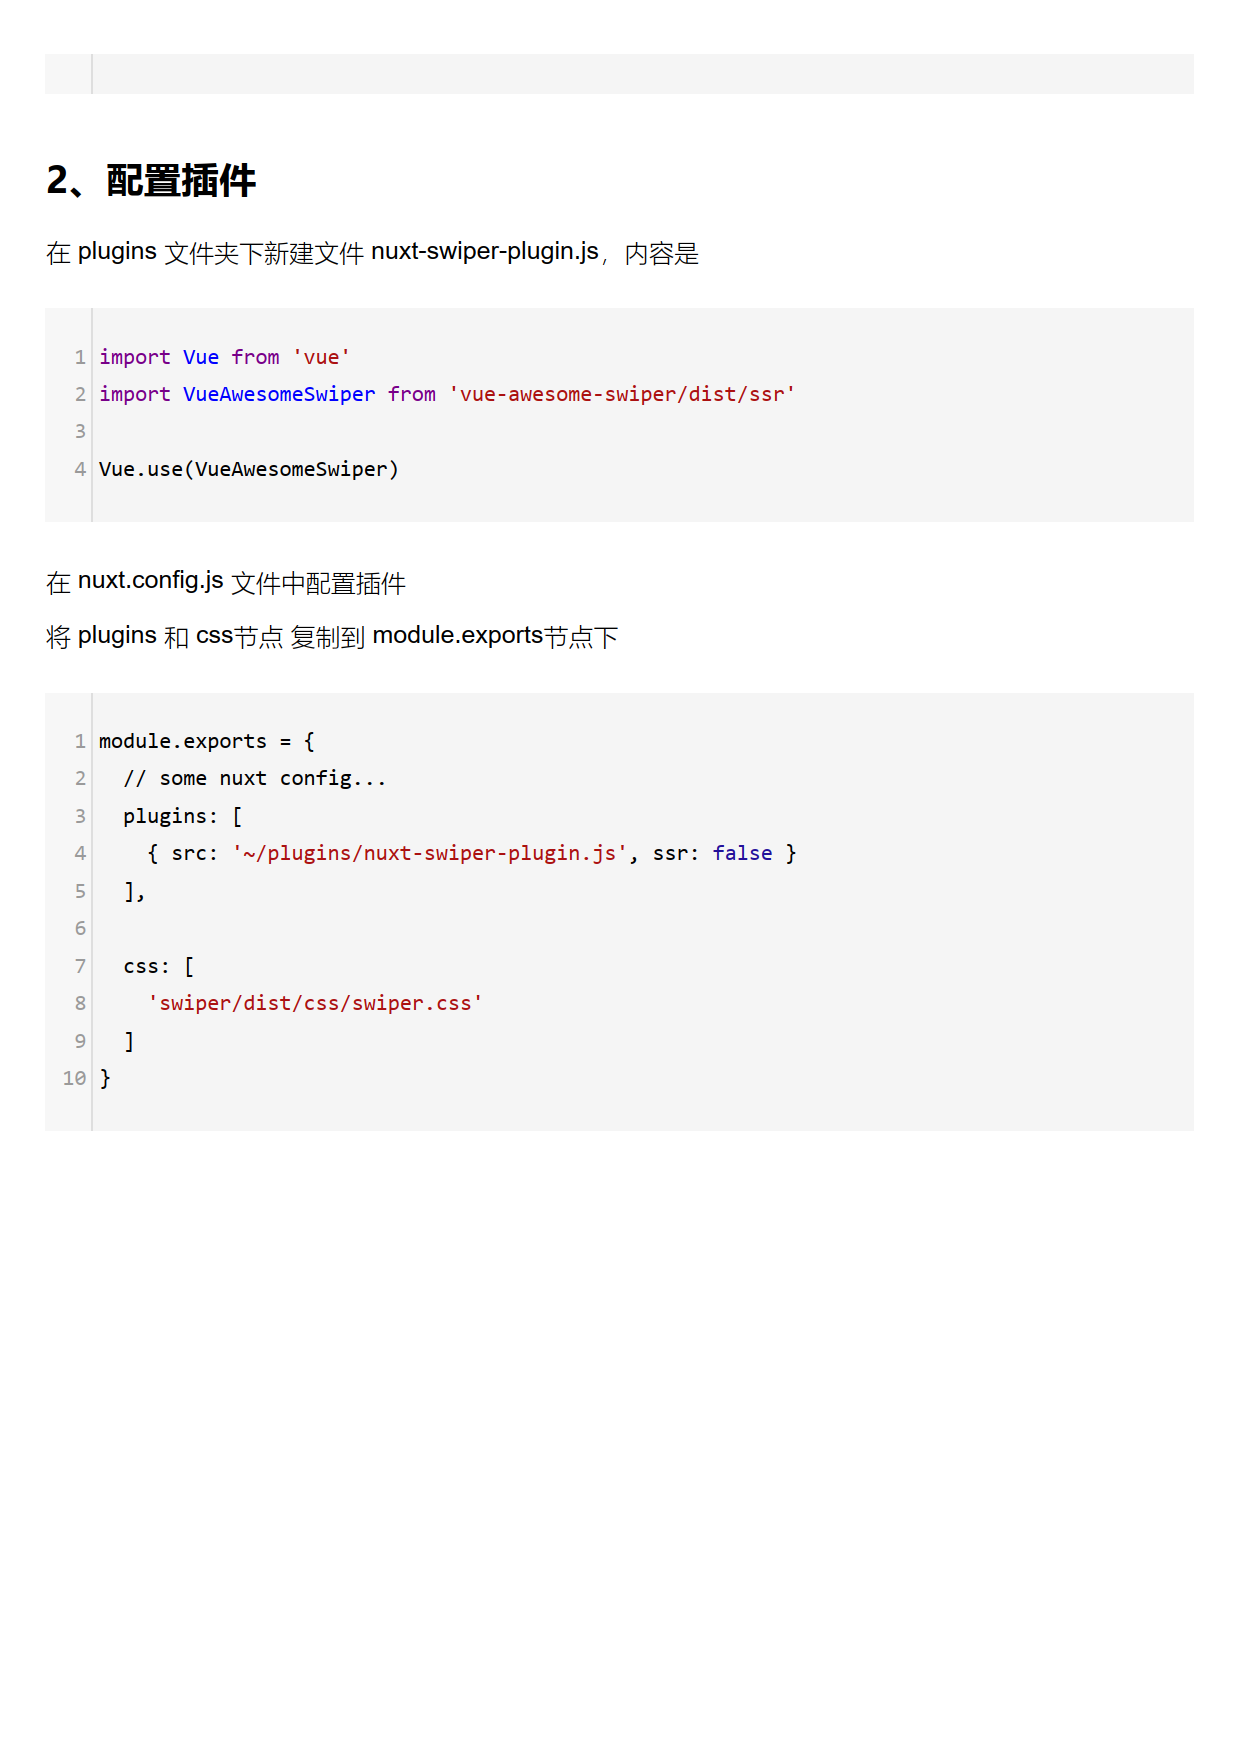 2、配置插件
在 plugins 文件夹下新建文件 nuxt-swiper-plugin.js，内容是
1 import Vue from 'vue'
2 import VueAwesomeSwiper from 'vue-awesome-swiper/dist/ssr'
3
4 Vue.use(VueAwesomeSwiper)
在 nuxt.config.js 文件中配置插件
将 plugins 和 css节点 复制到 module.exports节点下
1 module.exports = {
2   // some nuxt config...
3   plugins: [
4     { src: '~/plugins/nuxt-swiper-plugin.js', ssr: false }
5   ],
6
7   css: [
8     'swiper/dist/css/swiper.css'
9   ]
10 }